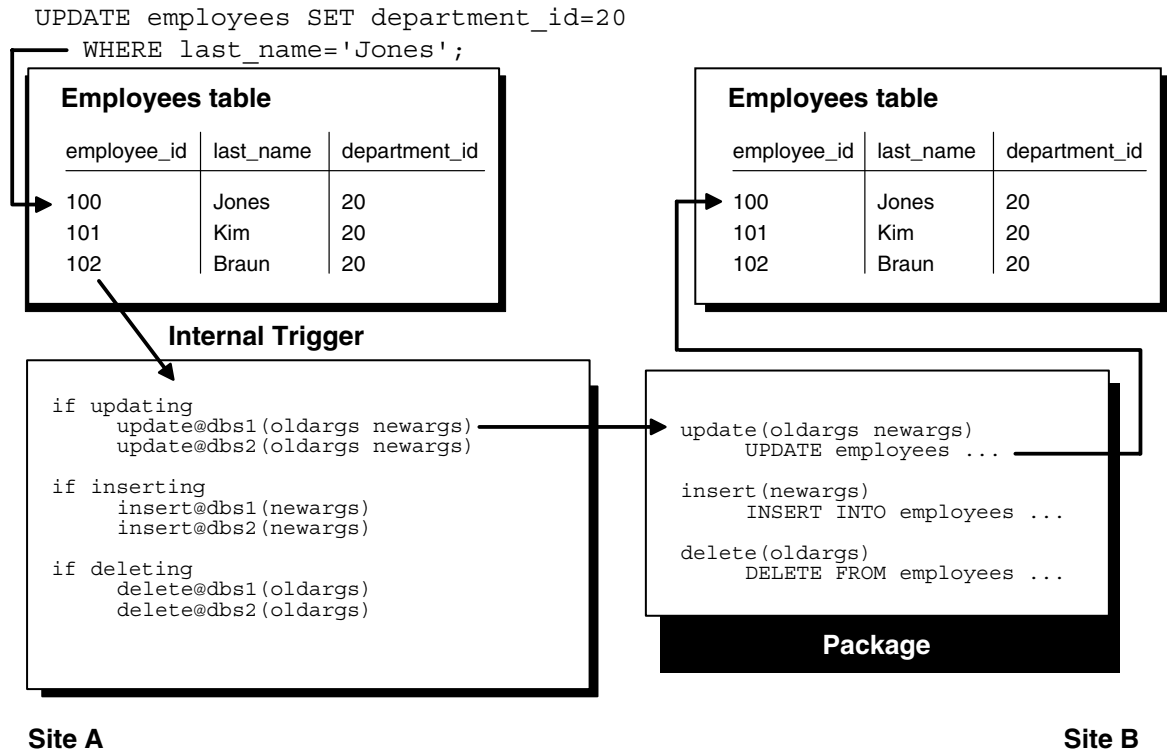 UPDATE employees SET department_id=20
WHERE last_name='Jones';
Employees table
employee_id last_name department_id
100 Jones 20
101 Kim 20
102 Braun 20
Employees table
employee_id last_name department_id
100 Jones 20
101 Kim 20
102 Braun 20
Internal Trigger
if updating
update@dbs1(oldargs newargs)
update@dbs2(oldargs newargs)
if inserting
insert@dbs1(newargs)
insert@dbs2(newargs)
if deleting
delete@dbs1(oldargs)
delete@dbs2(oldargs)
update(oldargs newargs)
UPDATE employees ...
insert(newargs)
INSERT INTO employees ...
delete(oldargs)
DELETE FROM employees ...
Package
Site A
Site B